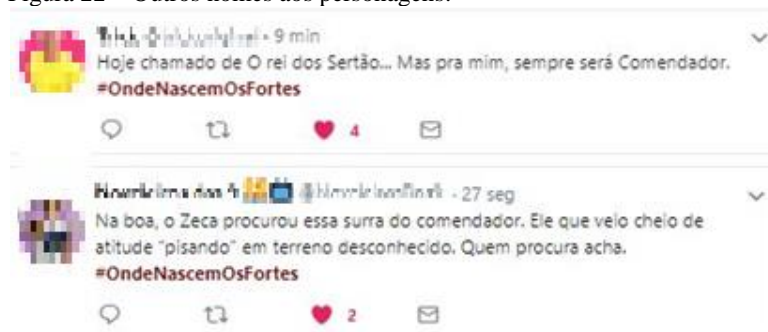 Figura 22 – Outros nomes aos personagens.
9 min
Hoje chamado de O rei dos Sertão... Mas pra mim, sempre será Comendador.
#OndeNascemOsFortes
4
- 27 seg
Na boa, o Zeca procurou essa surra do comendador. Ele que veio cheio de
atitude "pisando" em terreno desconhecido. Quem procura acha.
#OndeNascemOsFortes
2